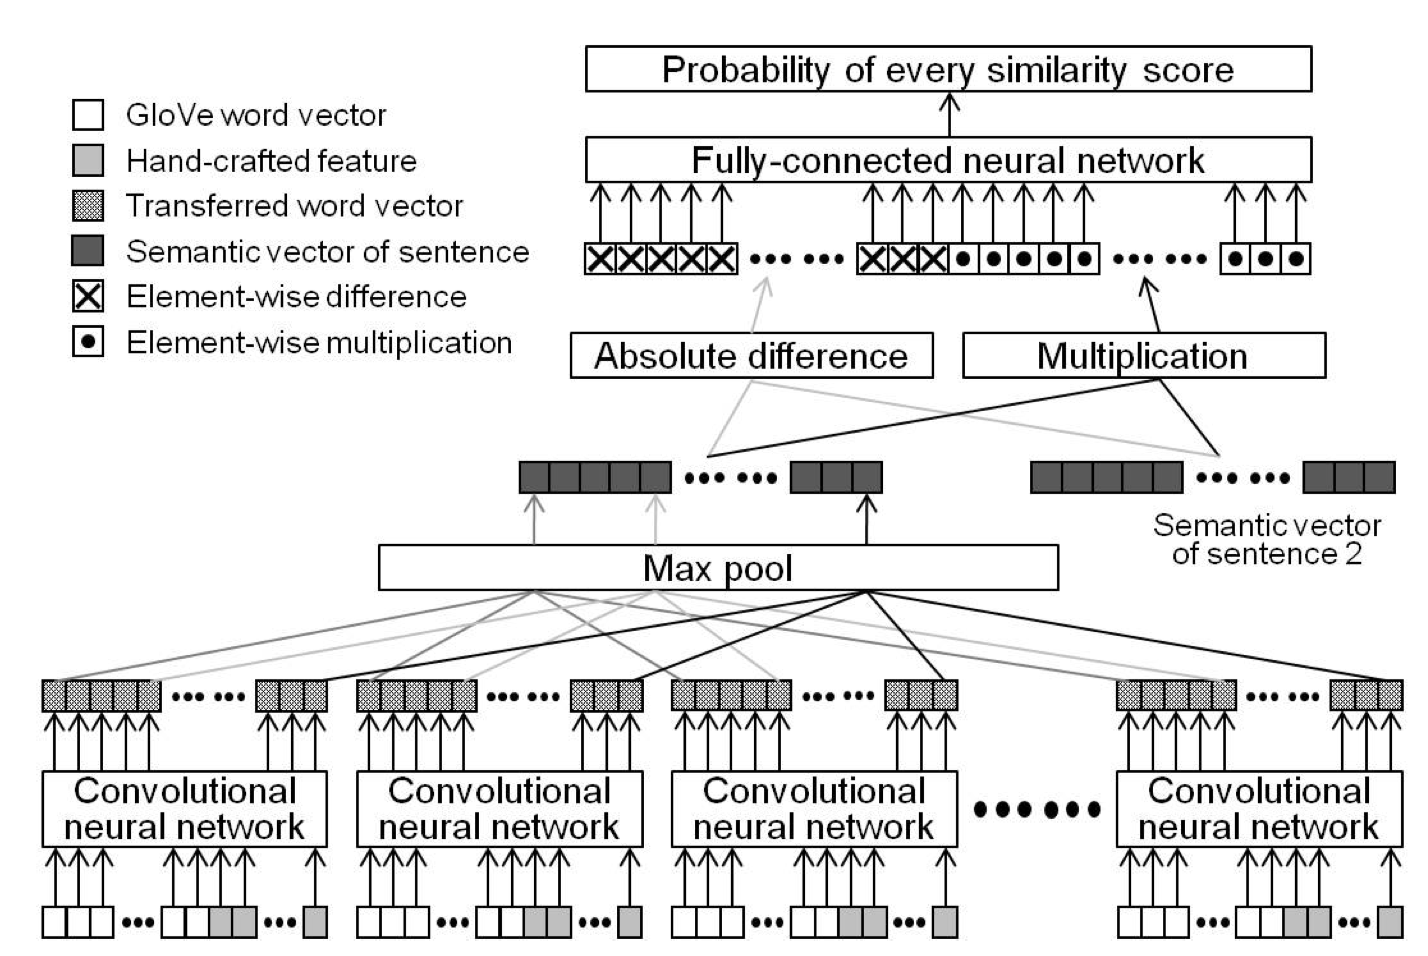 Probability of every similarity score
GloVe word vector
Hand-crafted feature
Transferred word vector
Semantic vector of sentence
Element-wise difference
Element-wise multiplication
Fully-connected neural network
Absolute difference
Multiplication
Semantic vector
of sentence 2
Max pool
Convolutional
neural network
Convolutional
neural network
Convolutional
neural network
Convolutional
neural network